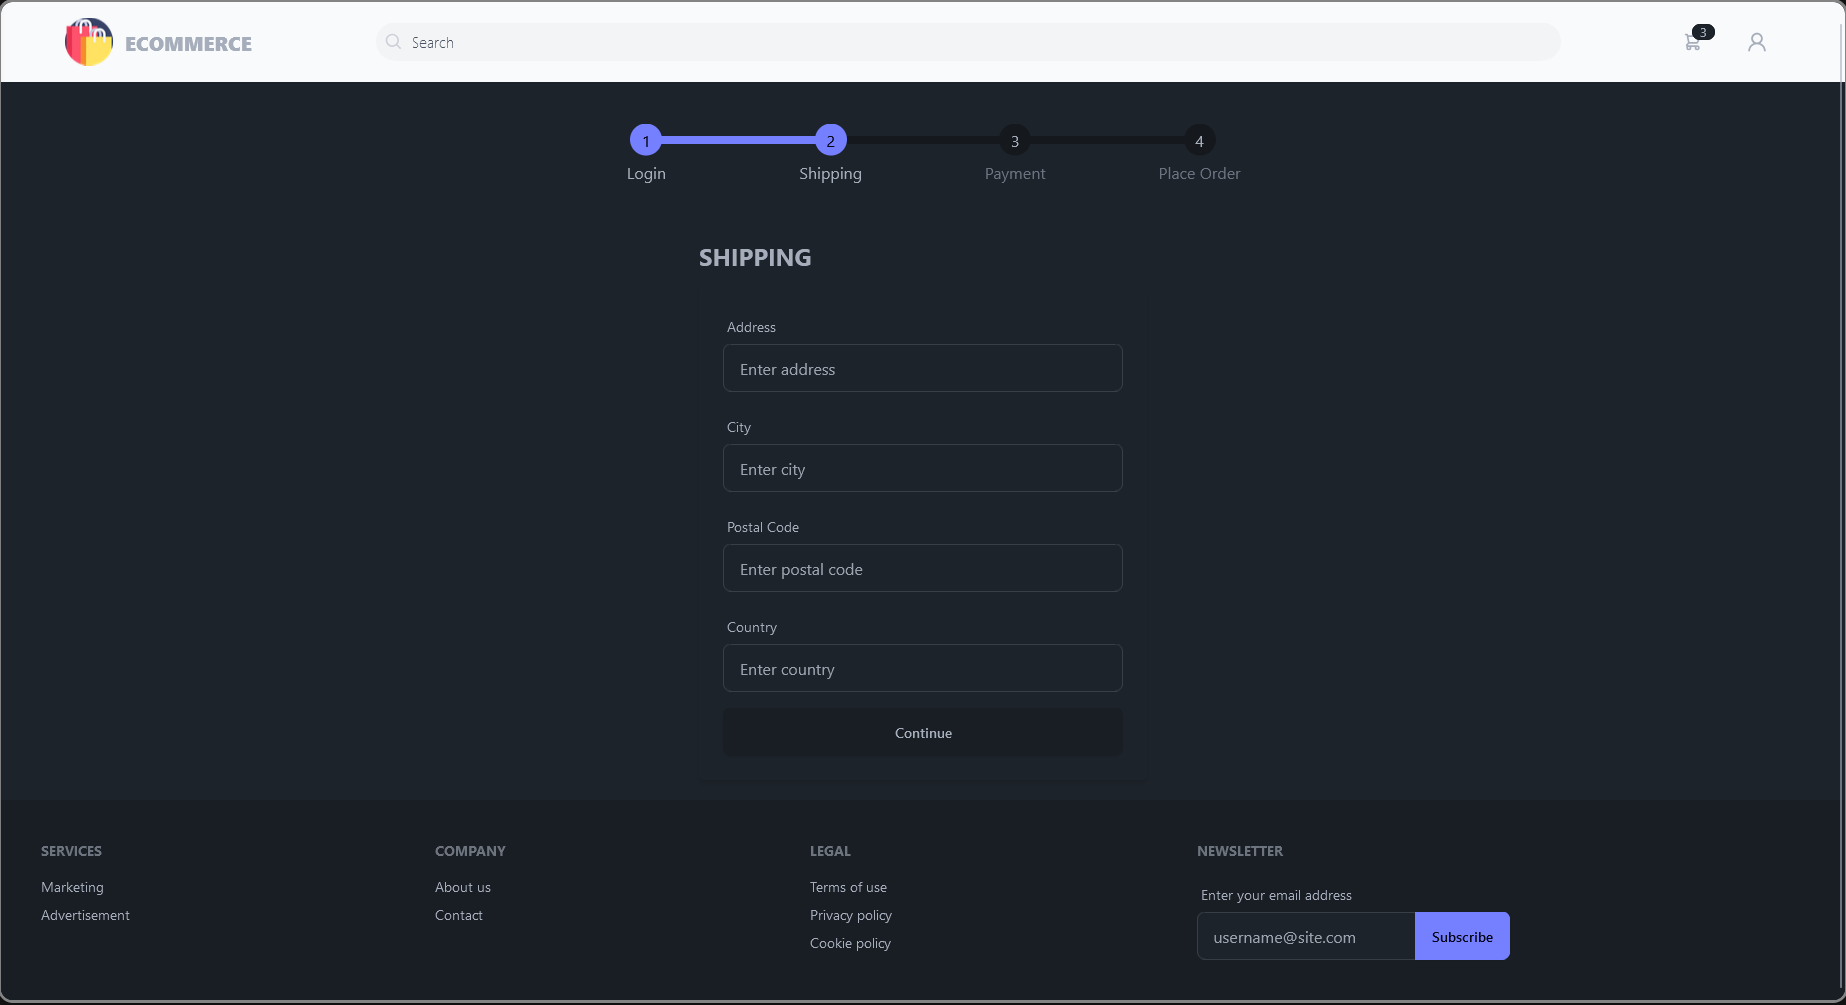 ECOMMERCE
Search
3
1 2 3 4
Login Shipping Payment Place Order
SHIPPING
Address
Enter address
City
Enter city
Postal Code
Enter postal code
Country
Enter country
Continue
SERVICES
Marketing
Advertisement
COMPANY
About us
Contact
LEGAL
Terms of use
Privacy policy
Cookie policy
NEWSLETTER
Enter your email address
username@site.com Subscribe